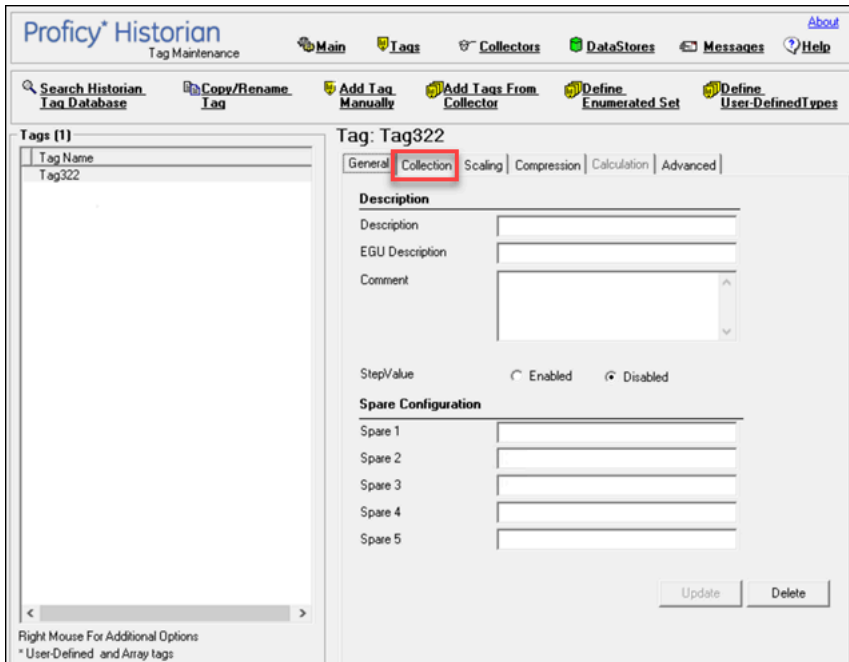 About
Proficy* Historian
Tag Maintenance
Main Tags Collectors DataStores Messages Help
Search Historian Tag Database
Copy/Rename Tag
Add Tag Manually
Add Tags From Collector
Define Enumerated Set
Define User-DefinedTypes
Tags (1)
Tag Name
Tag322
Right Mouse For Additional Options
* User-Defined and Array tags
Tag: Tag322
General Collection Scaling Compression Calculation Advanced
Description
Description
EGU Description
Comment
StepValue Enabled Disabled
Spare Configuration
Spare 1
Spare 2
Spare 3
Spare 4
Spare 5
Update Delete